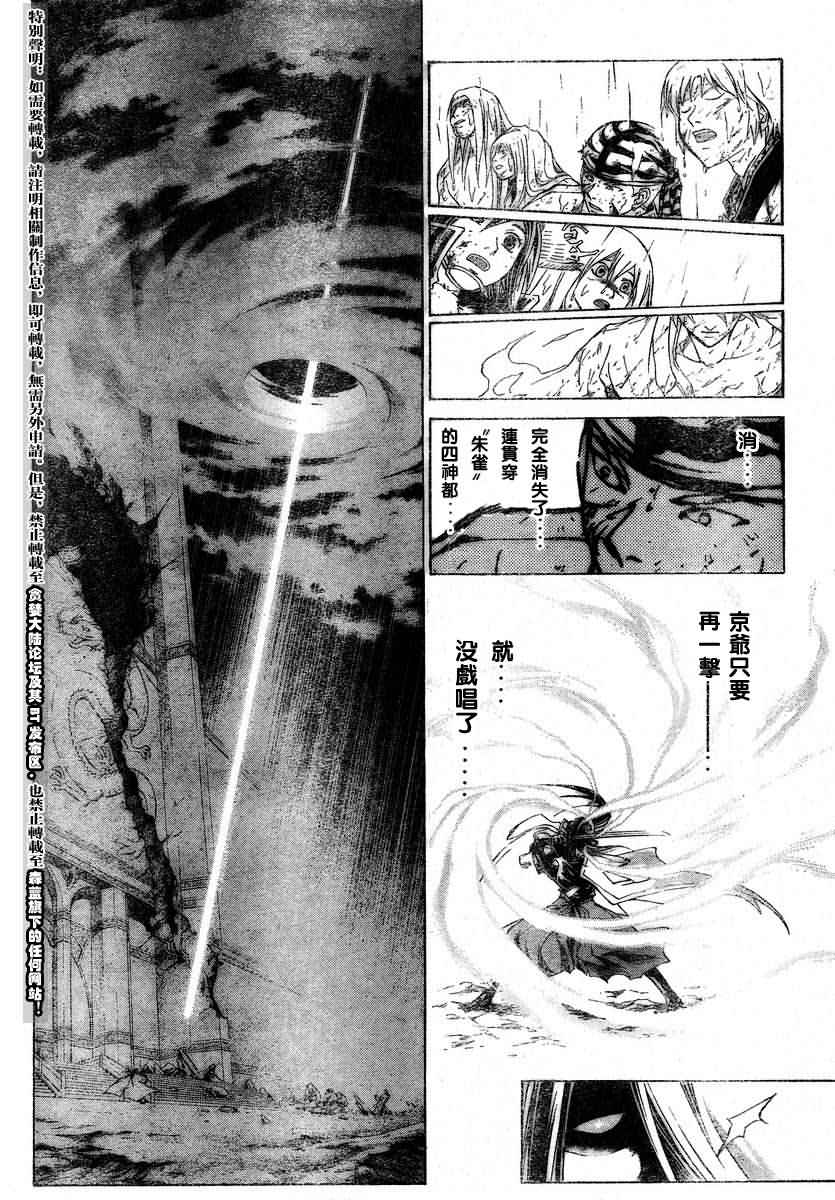 消‥‥
完全消失了‥‥
連貫穿
〝朱雀〞
的四神都‥‥
京爺只要
再一擊———‥‥
就‥‥
没戲唱了‥‥‥
特別聲明：如需要轉載，請注明相關制作信息，即可轉載，無需另外申請。但是，禁止轉載至貪婪大陆论坛及其BT发布区。也禁止轉載至森蓝旗下的任何网站！